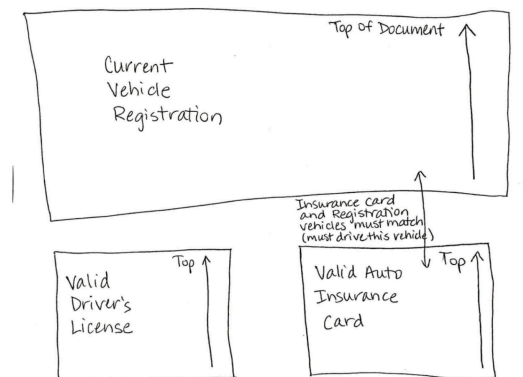 Top of Document
Current
Vehicle
Registration
Insurance card
and Registration
vehicles must match
(must drive this vehicle)
Top
Valid
Driver's
License
Top
Valid Auto
Insurance
Card